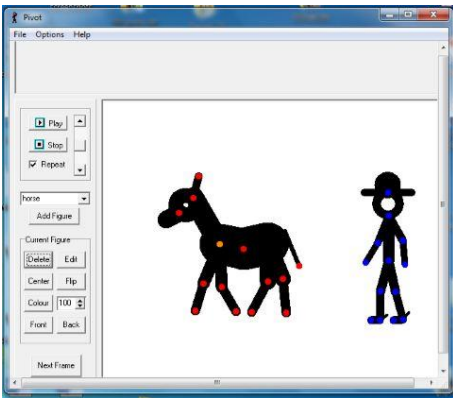 Pivot
File Options Help
Play
Stop
Repeat
horse
Add Figure
Current Figure
Delete Edit
Center Flip
Colour 100
Front Back
Next Frame